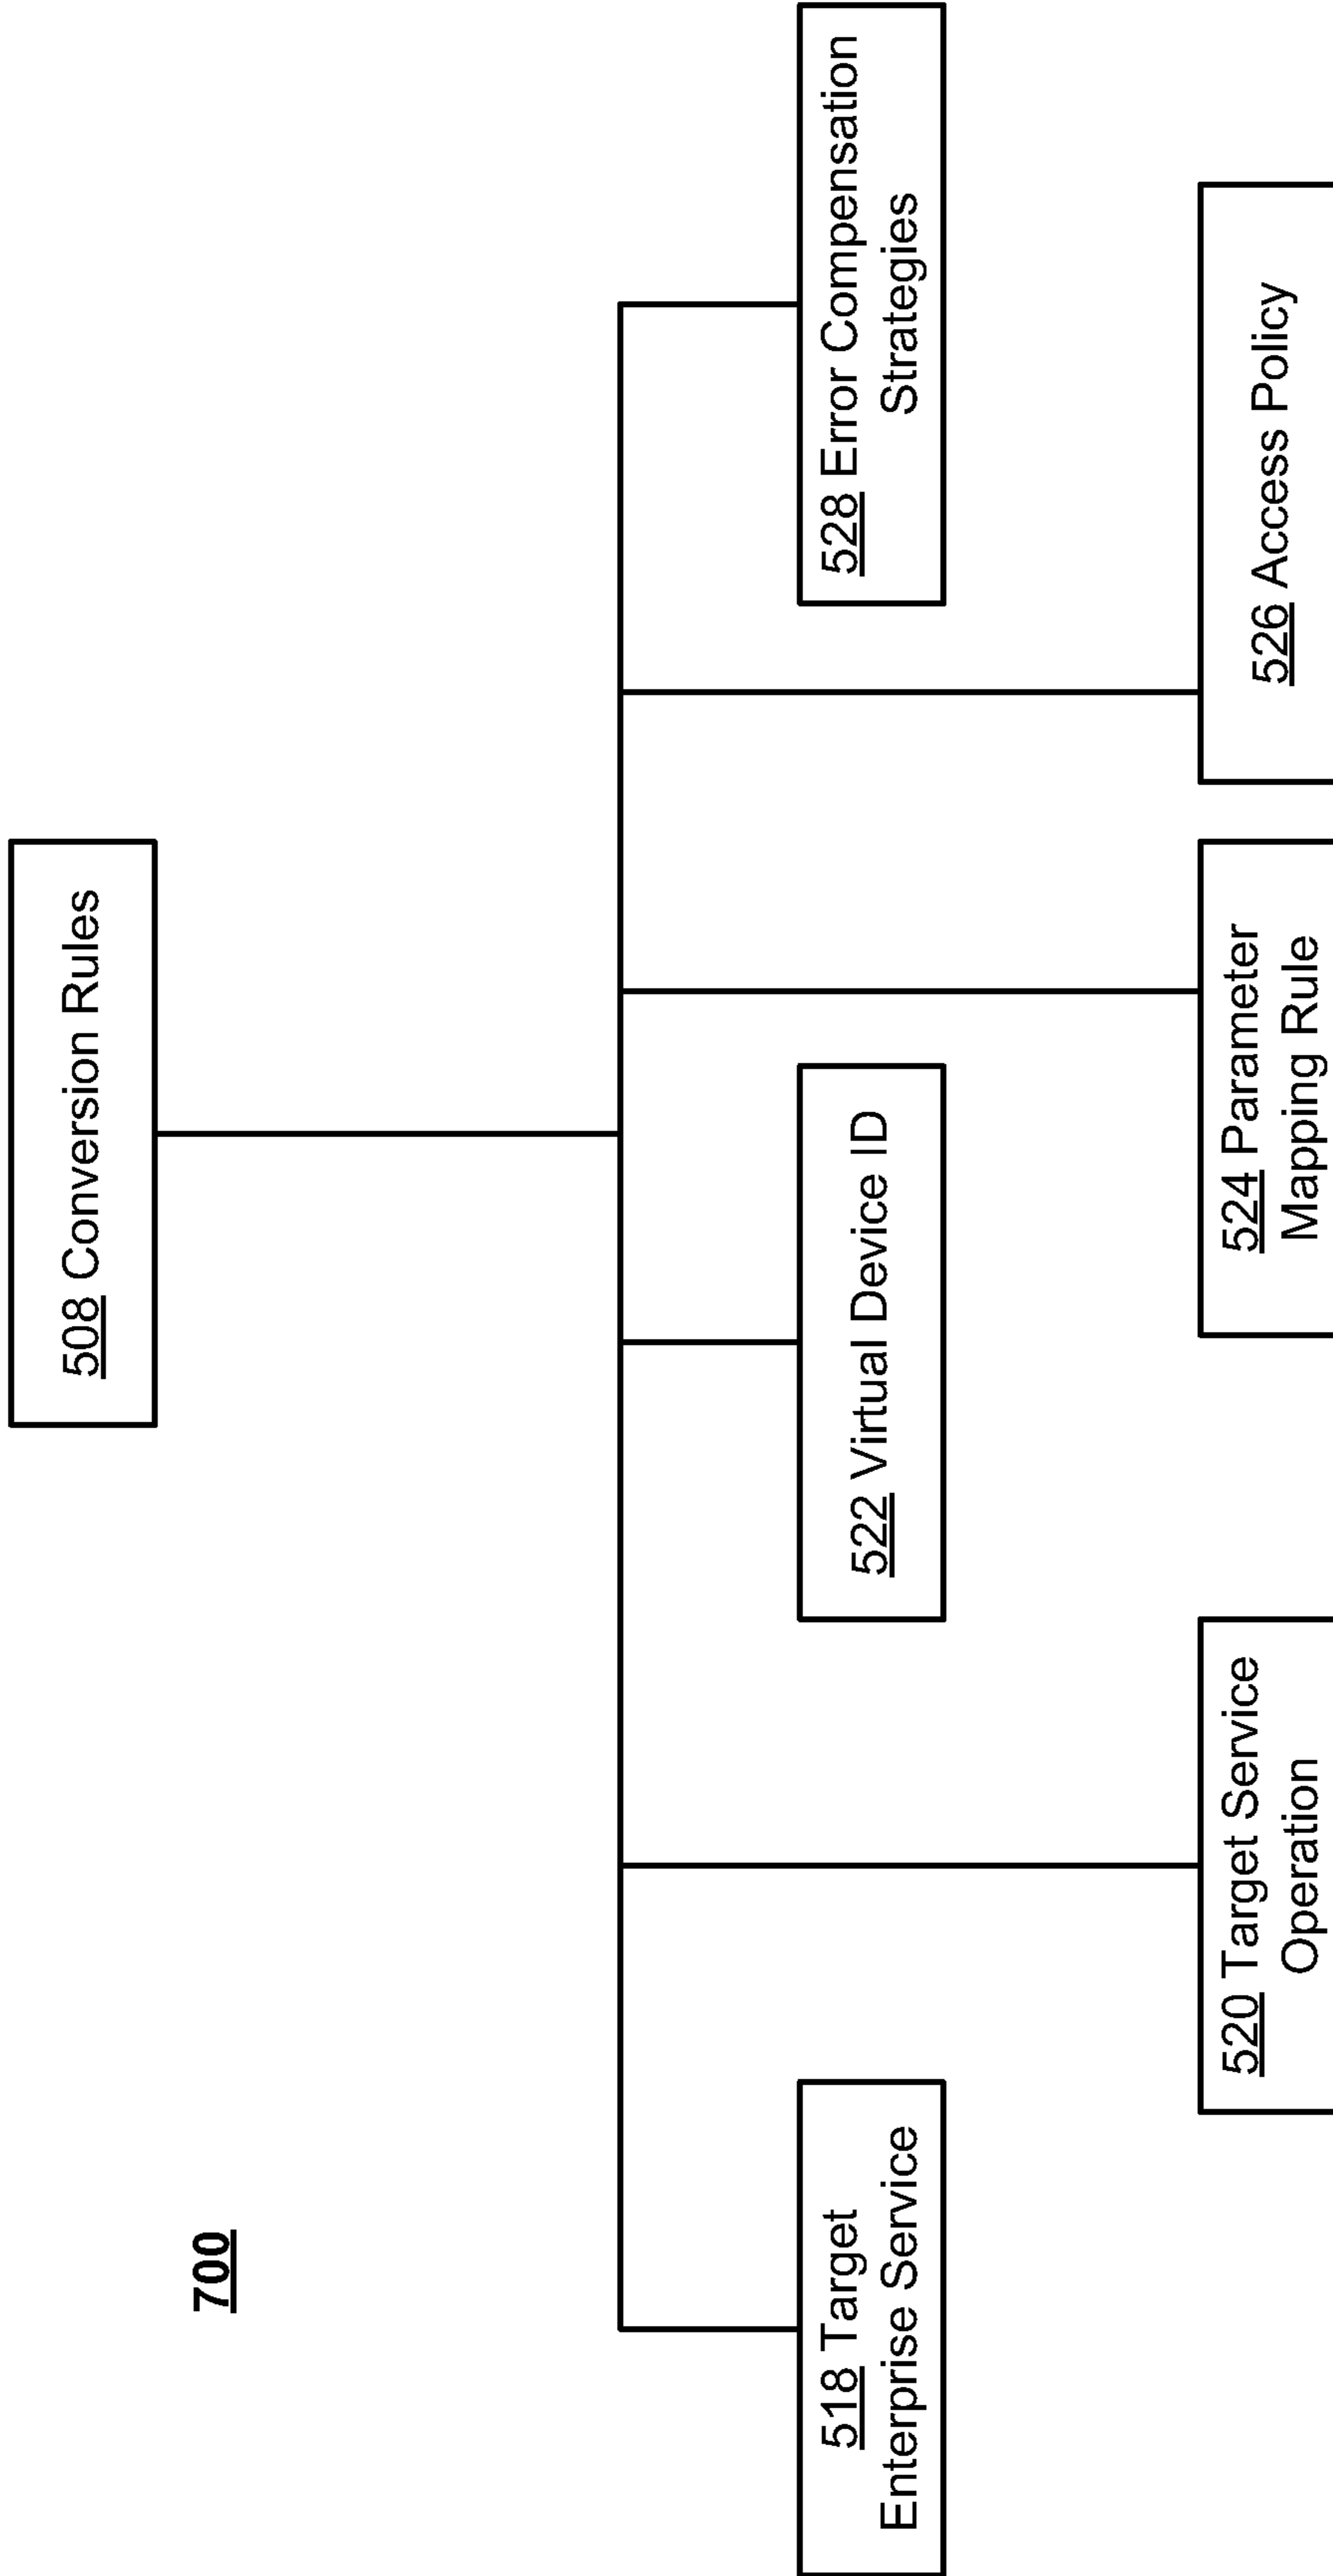 700
508 Conversion Rules
518 Target
Enterprise Service
522 Virtual Device ID
528 Error Compensation
Strategies
520 Target Service
Operation
524 Parameter
Mapping Rule
526 Access Policy